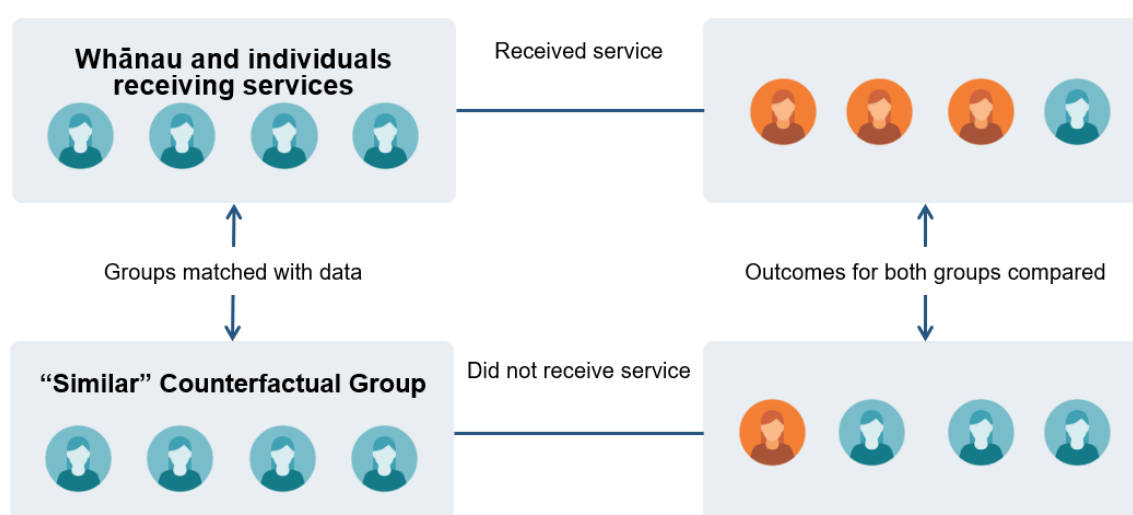 Whānau and individuals
receiving services
Received service
Groups matched with data
Outcomes for both groups compared
“Similar” Counterfactual Group
Did not receive service